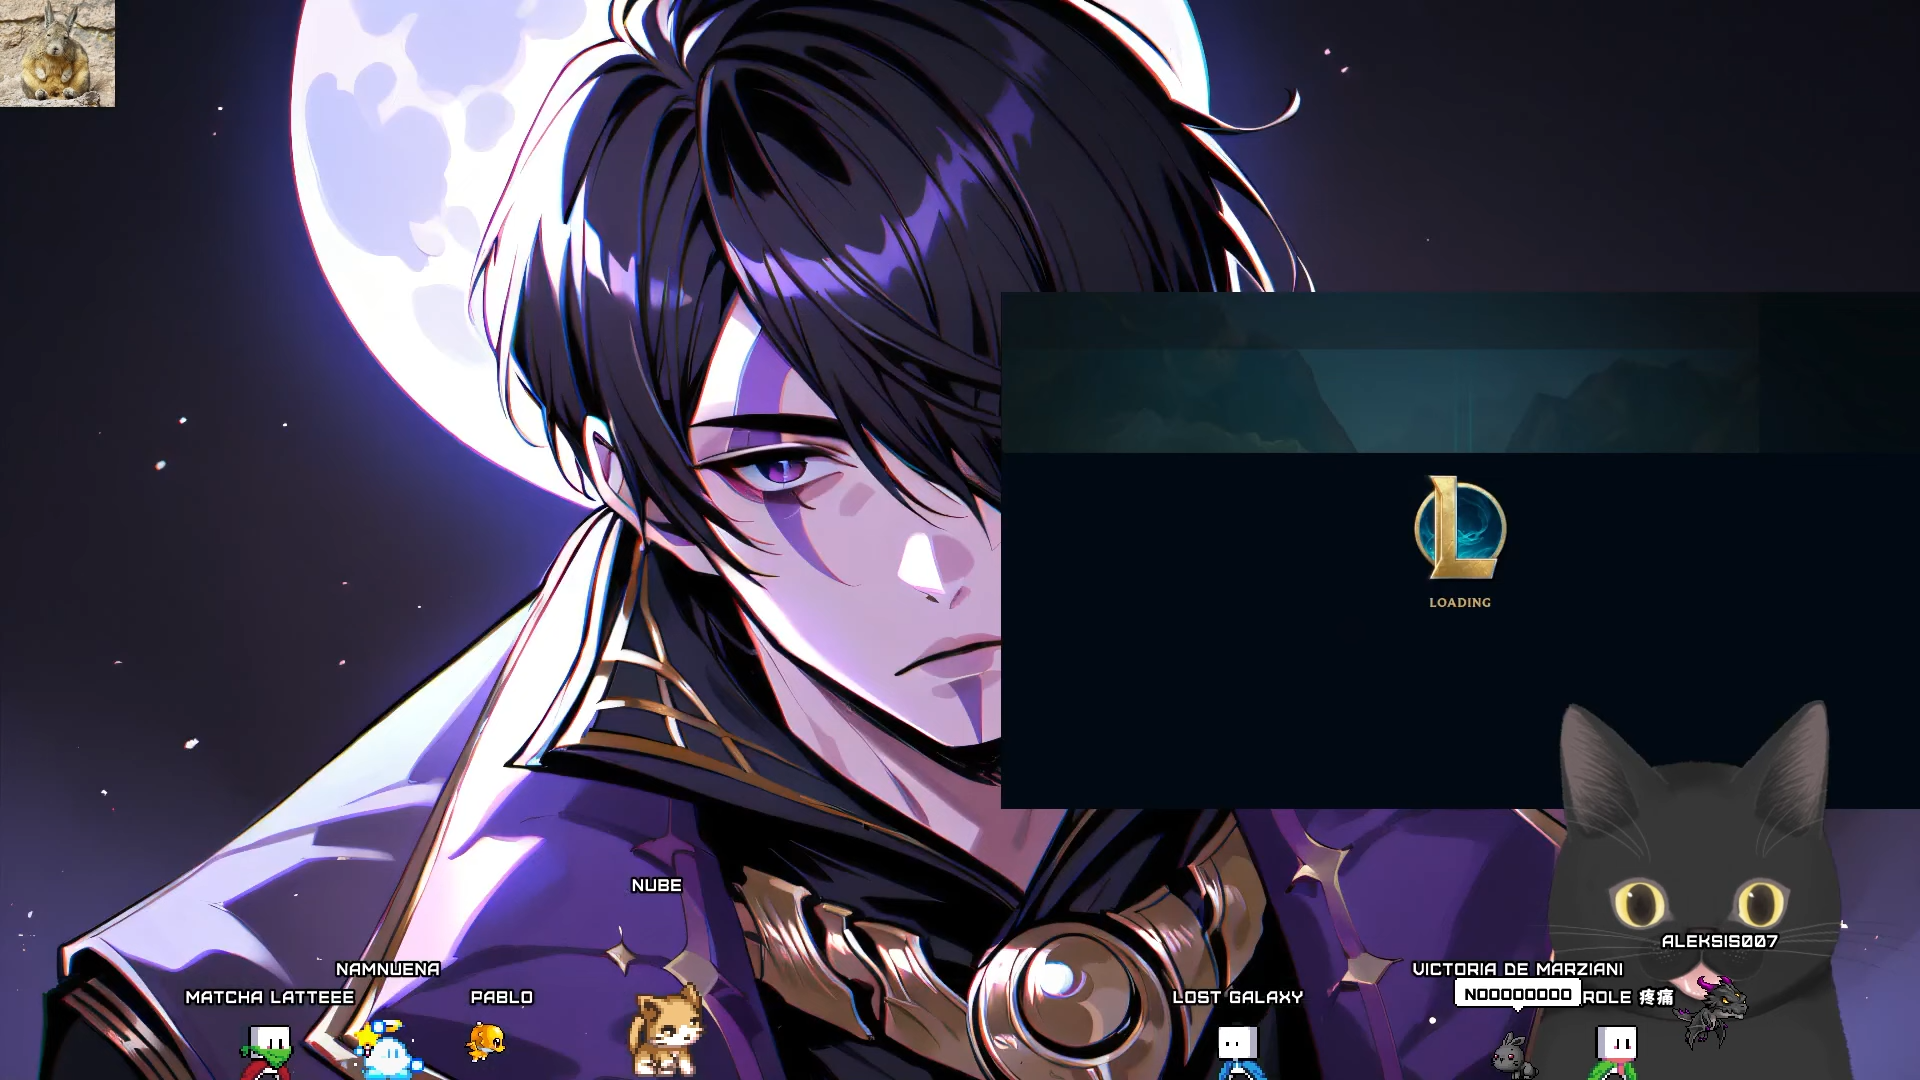 LOADING
NUBE
ALEKSIS007
NAMNUENA
VICTORIA DE MARZIANI
MATCHA LATTEEE
PABLO
LOST GALAXY
NOOOOOOOO
ROLE 疼痛